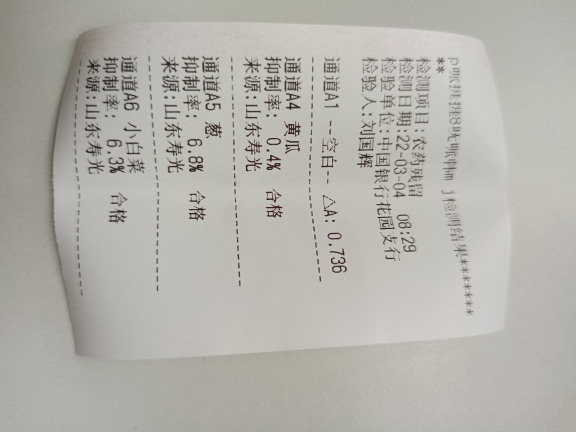 检测结果*******
**
检测项目:农药残留
检测日期:22-03-04 08:29
检验单位:中国银行花园支行
检验人:刘国辉
通道A1 --空白-- △A: 0.736
通道A4 黄瓜
抑制率: 0.4% 合格
来源:山东寿光
通道A5 葱
抑制率: 6.8% 合格
来源:山东寿光
通道A6 小白菜
抑制率: 6.3% 合格
来源:山东寿光